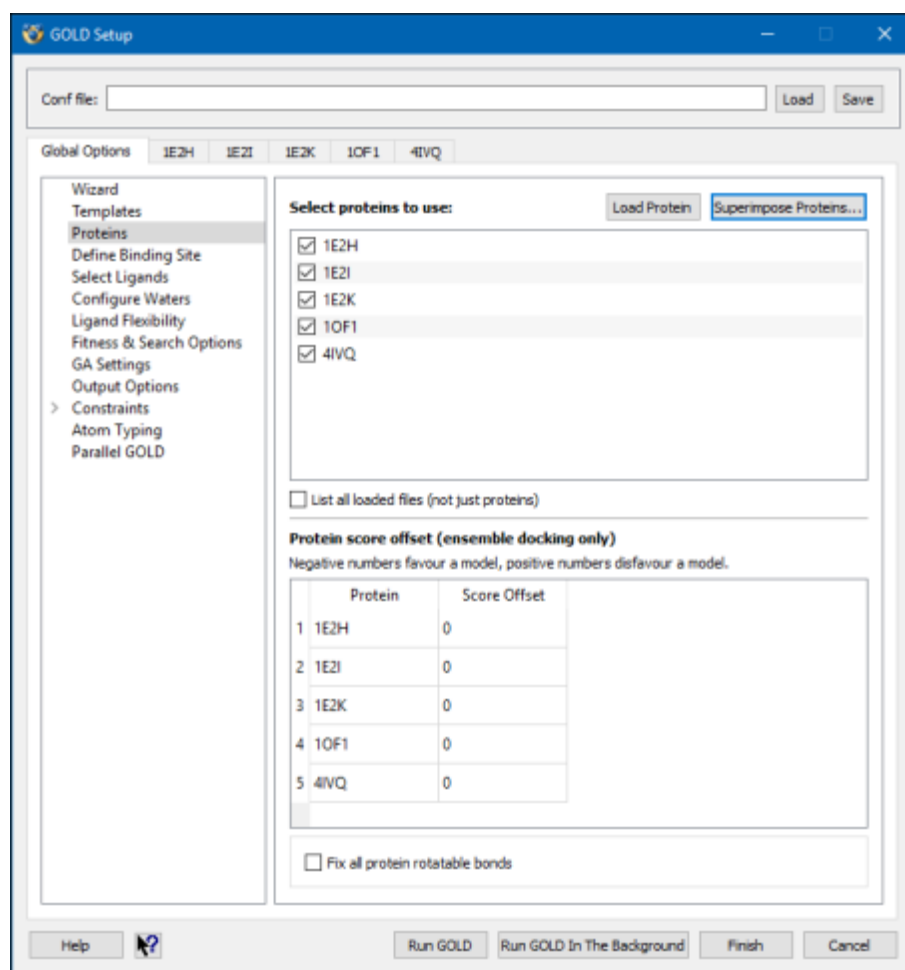 GOLD Setup
Conf file: Load Save
Global Options 1E2H 1E2I 1E2K 1OF1 4IVQ
Wizard
Templates
Proteins
Define Binding Site
Select Ligands
Configure Waters
Ligand Flexibility
Fitness & Search Options
GA Settings
Output Options
> Constraints
Atom Typing
Parallel GOLD
Select proteins to use: Load Protein Superimpose Proteins...
1E2H
1E2I
1E2K
1OF1
4IVQ
List all loaded files (not just proteins)
Protein score offset (ensemble docking only)
Negative numbers favour a model, positive numbers disfavour a model.
Protein Score Offset
1 1E2H 0
2 1E2I 0
3 1E2K 0
4 1OF1 0
5 4IVQ 0
Fix all protein rotatable bonds
Help ? Run GOLD Run GOLD In The Background Finish Cancel